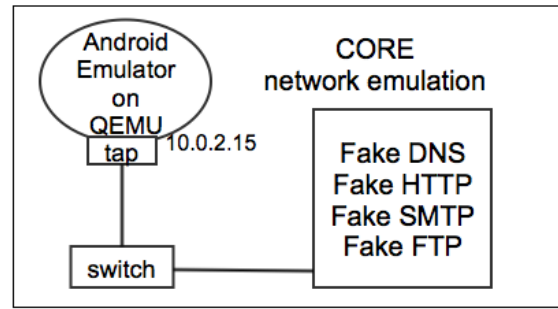 Android
Emulator
on
QEMU
tap
10.0.2.15
switch
CORE
network emulation
Fake DNS
Fake HTTP
Fake SMTP
Fake FTP